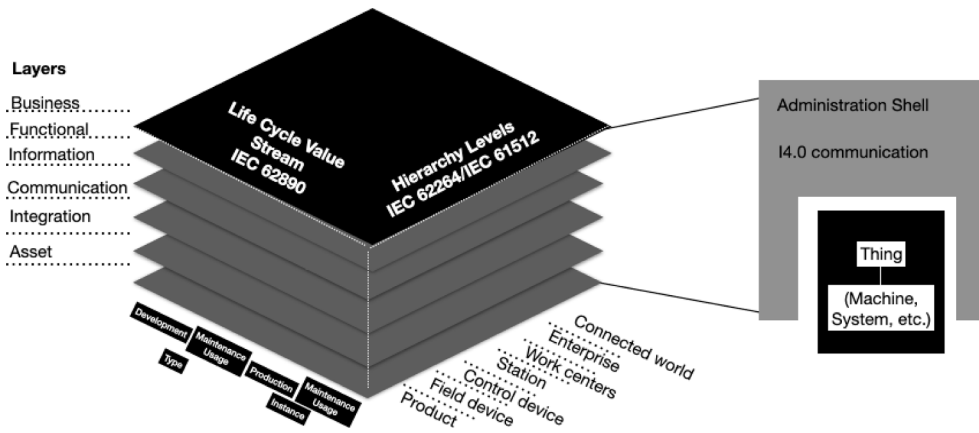 Layers
Business
Functional
Information
Communication
Integration
Asset
Life Cycle Value
Stream
IEC 62890
Hierarchy Levels
IEC 62264/IEC 61512
Development
Maintenance
Usage
Production
Maintenance
Usage
Type
Instance
Connected world
Enterprise
Work centers
Station
Control device
Field device
Product
Administration Shell
I4.0 communication
Thing
(Machine,
System, etc.)